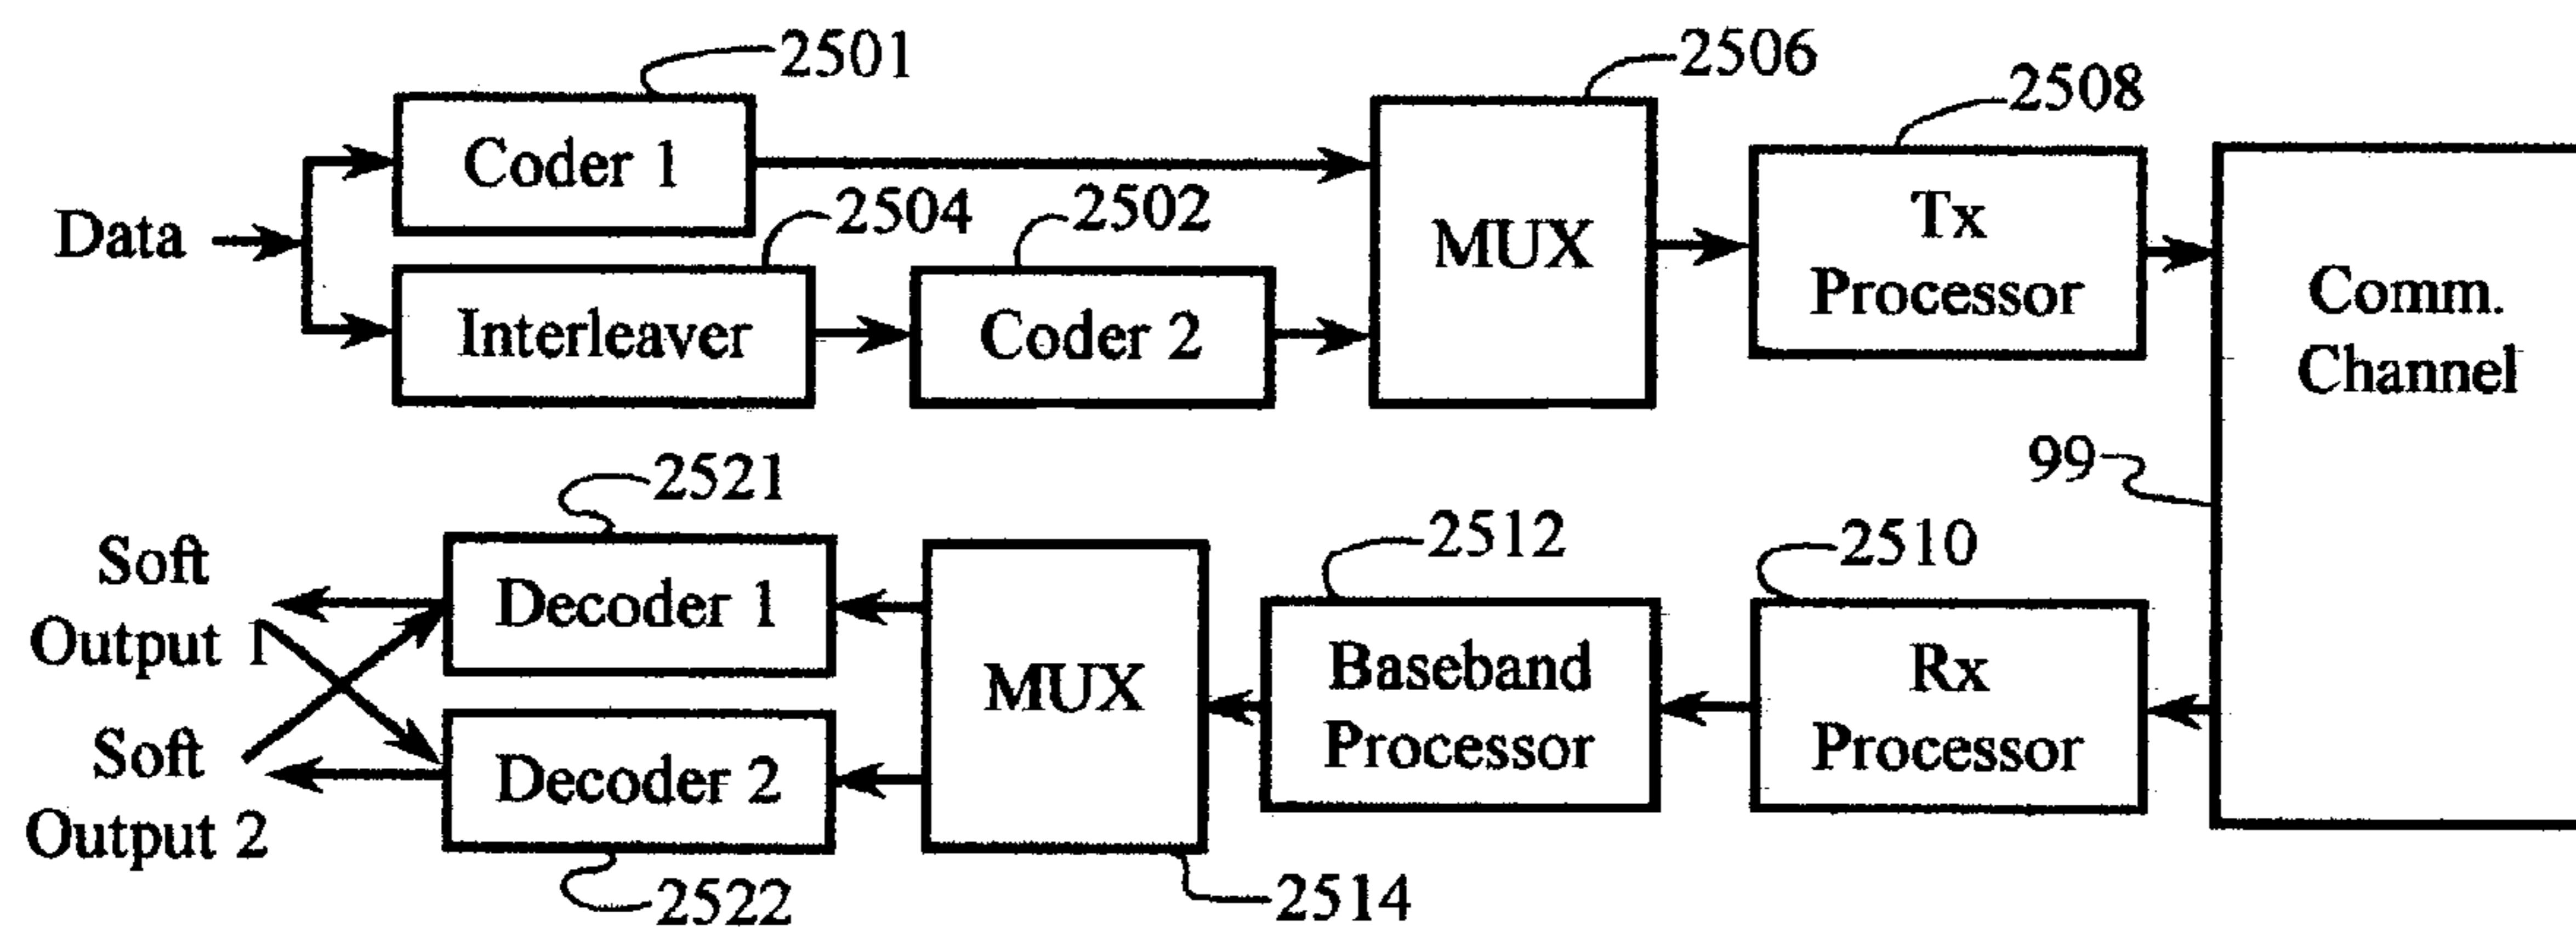 2501
2506
2508
Coder 1
2504
2502
Data
MUX
Tx
Processor
Interleaver
Coder 2
Comm.
Channel
99
2521
2512
2510
Soft
Output 1
Decoder 1
MUX
Baseband
Processor
Rx
Processor
Soft
Output 2
Decoder 2
2522
2514